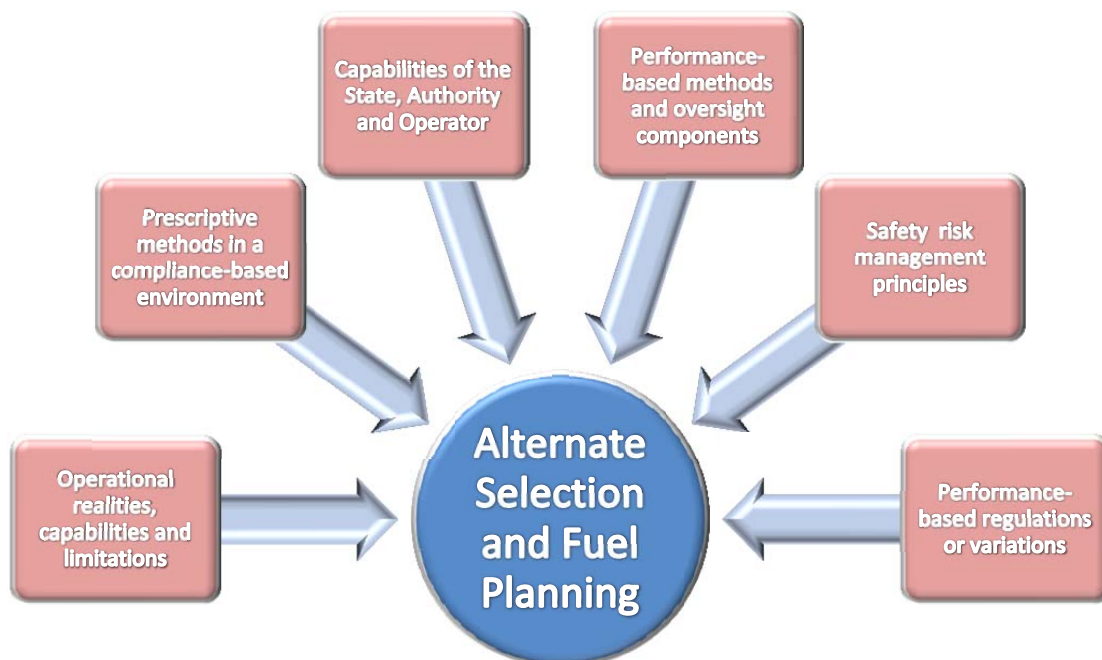 Capabilities of the
State, Authority
and Operator
Performance-
based methods
and oversight
components
Prescriptive
methods in a
compliance-based
environment
Safety risk
management
principles
Operational
realities,
capabilities and
limitations
Alternate
Selection
and Fuel
Planning
Performance-
based regulations
or variations